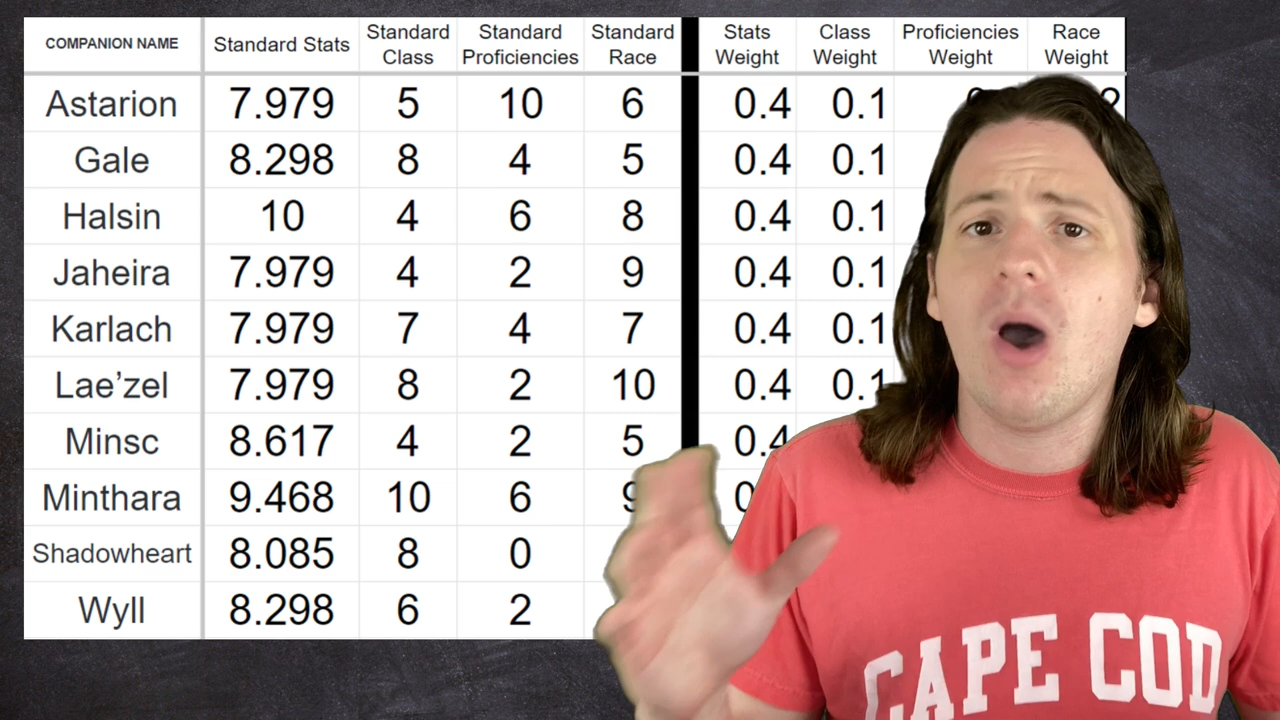 COMPANION NAME Standard Stats Standard Class Standard Proficiencies Standard Race Stats Weight Class Weight Proficiencies Weight Race Weight
Astarion 7.979 5 10 6 0.4 0.1
Gale 8.298 8 4 5 0.4 0.1
Halsin 10 4 6 8 0.4 0.1
Jaheira 7.979 4 2 9 0.4 0.1
Karlach 7.979 7 4 7 0.4 0.1
Lae’zel 7.979 8 2 10 0.4 0.1
Minsc 8.617 4 2 5 0.4
Minthara 9.468 10 6 9
Shadowheart 8.085 8 0
Wyll 8.298 6 2
CAPE COD